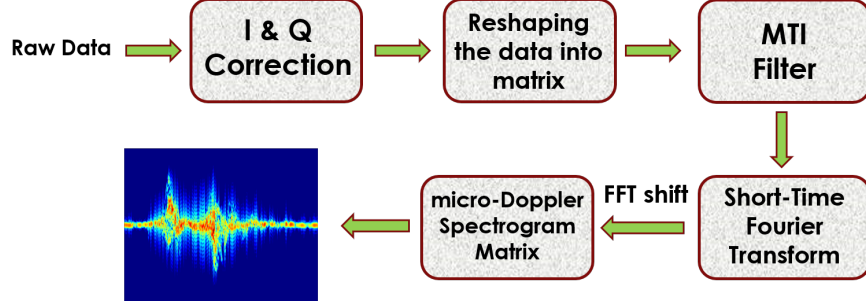 Raw Data
I & Q
Correction
Reshaping
the data into
matrix
MTI
Filter
Short-Time
Fourier
Transform
FFT shift
micro-Doppler
Spectrogram
Matrix